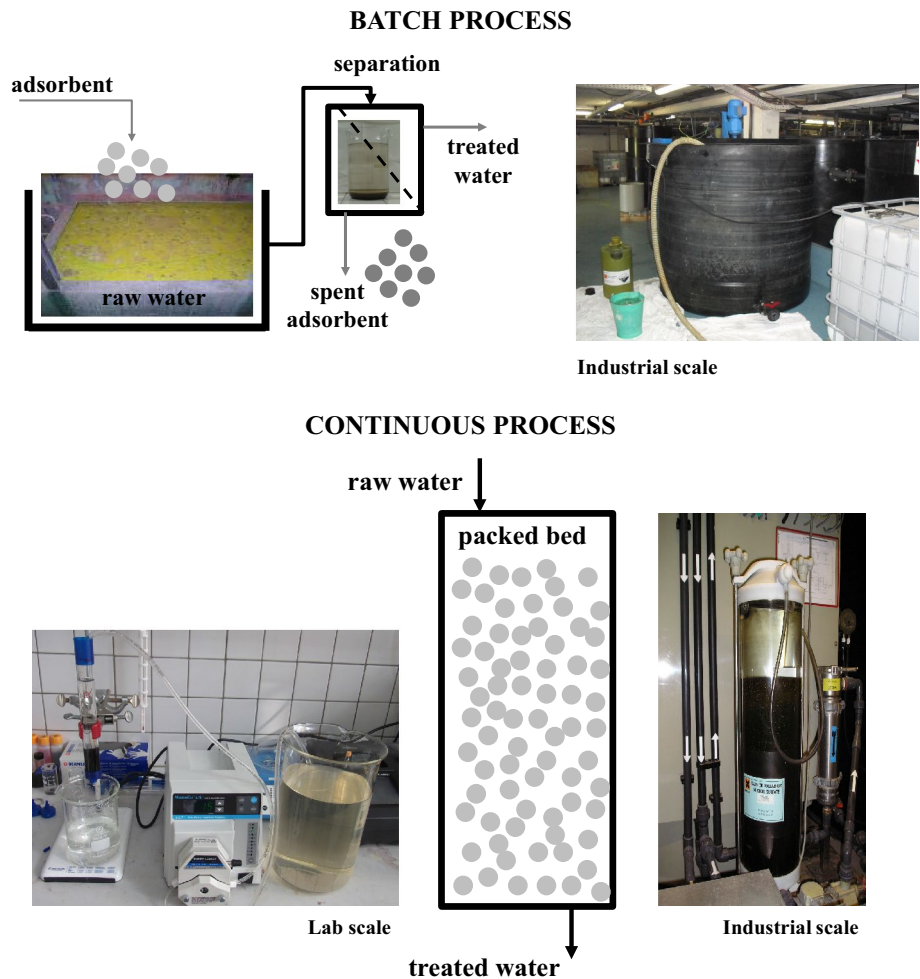 BATCH PROCESS
adsorbent
separation
treated
water
raw water
spent
adsorbent
Industrial scale
CONTINUOUS PROCESS
raw water
packed bed
Lab scale
Industrial scale
treated water